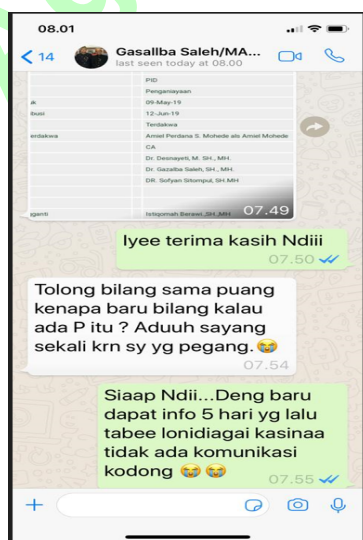 08.01
14
Gasallba Saleh/MA...
last seen today at 08.00
PID
Penganiayaan
09-May-19
ibusi 12-Jun-19
Terdakwa
erdakwa Amiel Perdana S. Mohede als Amiel Mohede
CA
Dr. Desnayeti, M. SH., MH.
Dr. Gazalba Saleh, SH., MH.
DR. Sofyan Sitompul, SH.MH
gganti Istiqomah Berawi,.SH.,MH
07.49
Iyee terima kasih Ndiii
07.50
Tolong bilang sama puang
kenapa baru bilang kalau
ada P itu ? Aduuh sayang
sekali krn sy yg pegang. 😭
07.54
Siaap Ndii...Deng baru
dapat info 5 hari yg lalu
tabee lonidiagai kasinaa
tidak ada komunikasi
kodong 😭 😭
07.55